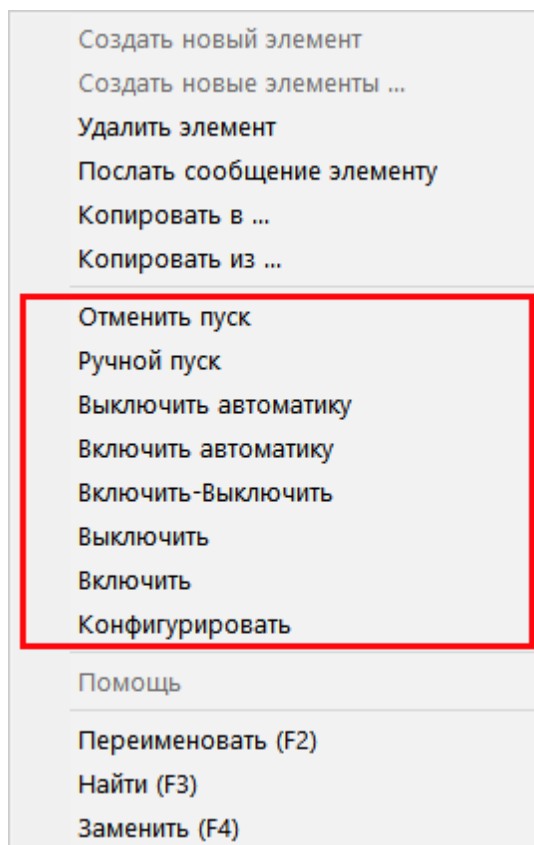 Создать новый элемент
Создать новые элементы ...
Удалить элемент
Послать сообщение элементу
Копировать в ...
Копировать из ...
Отменить пуск
Ручной пуск
Выключить автоматику
Включить автоматику
Включить-Выключить
Выключить
Включить
Конфигурировать
Помощь
Переименовать (F2)
Найти (F3)
Заменить (F4)